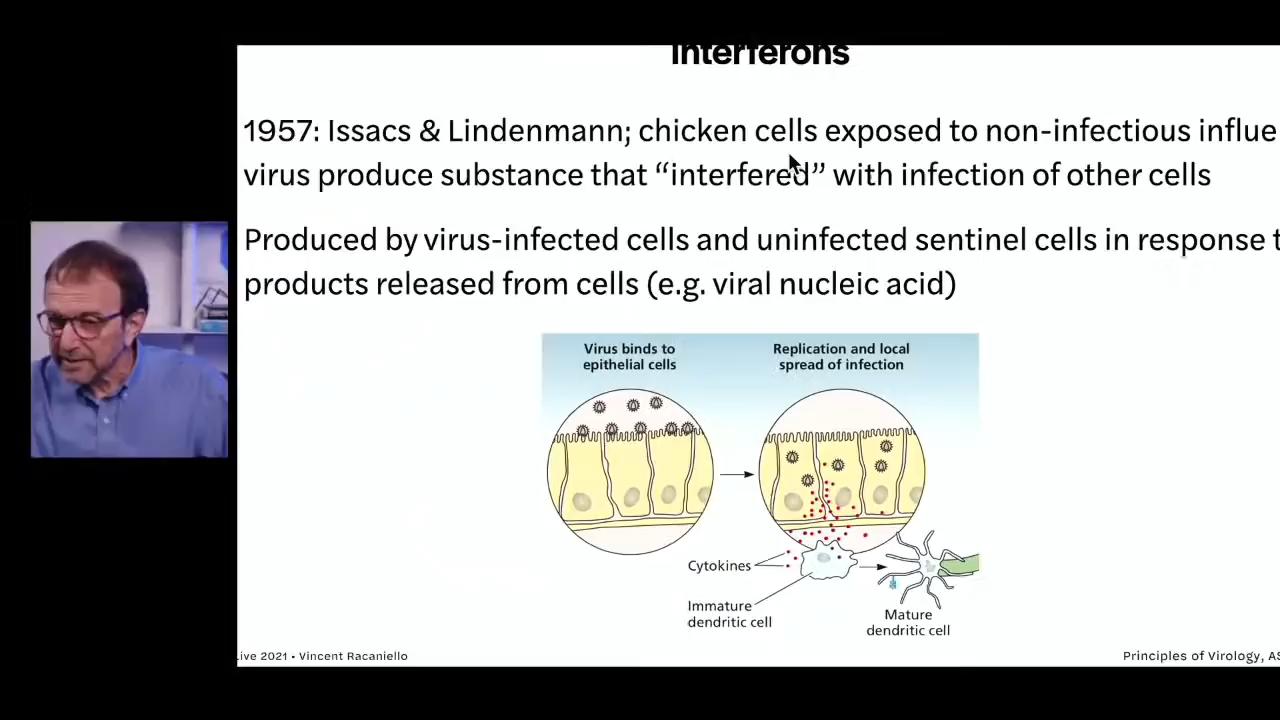 Interferons
1957: Issacs & Lindenmann; chicken cells exposed to non-infectious influe
virus produce substance that “interfered” with infection of other cells
Produced by virus-infected cells and uninfected sentinel cells in response t
products released from cells (e.g. viral nucleic acid)
Virus binds to
epithelial cells
Replication and local
spread of infection
Cytokines
Immature
dendritic cell
Mature
dendritic cell
Live 2021 • Vincent Racaniello
Principles of Virology, AS